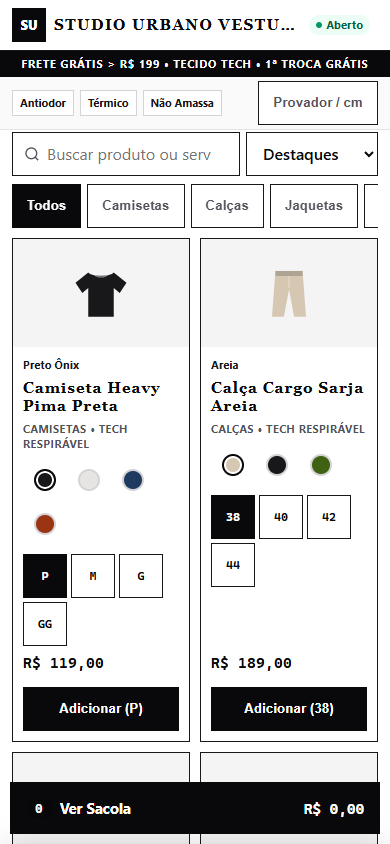 SU STUDIO URBANO VESTU... Aberto
FRETE GRÁTIS > R$ 199 • TECIDO TECH • 1ª TROCA GRÁTIS
Antiodor Térmico Não Amassa Provador / cm
Buscar produto ou serv Destaques
Todos Camisetas Calças Jaquetas
Preto Ônix
Camiseta Heavy
Pima Preta
CAMISETAS • TECH
RESPIRÁVEL
P M G
GG
R$ 119,00
Adicionar (P)
Areia
Calça Cargo Sarja
Areia
CALÇAS • TECH RESPIRÁVEL
38 40 42
44
R$ 189,00
Adicionar (38)
0 Ver Sacola R$ 0,00